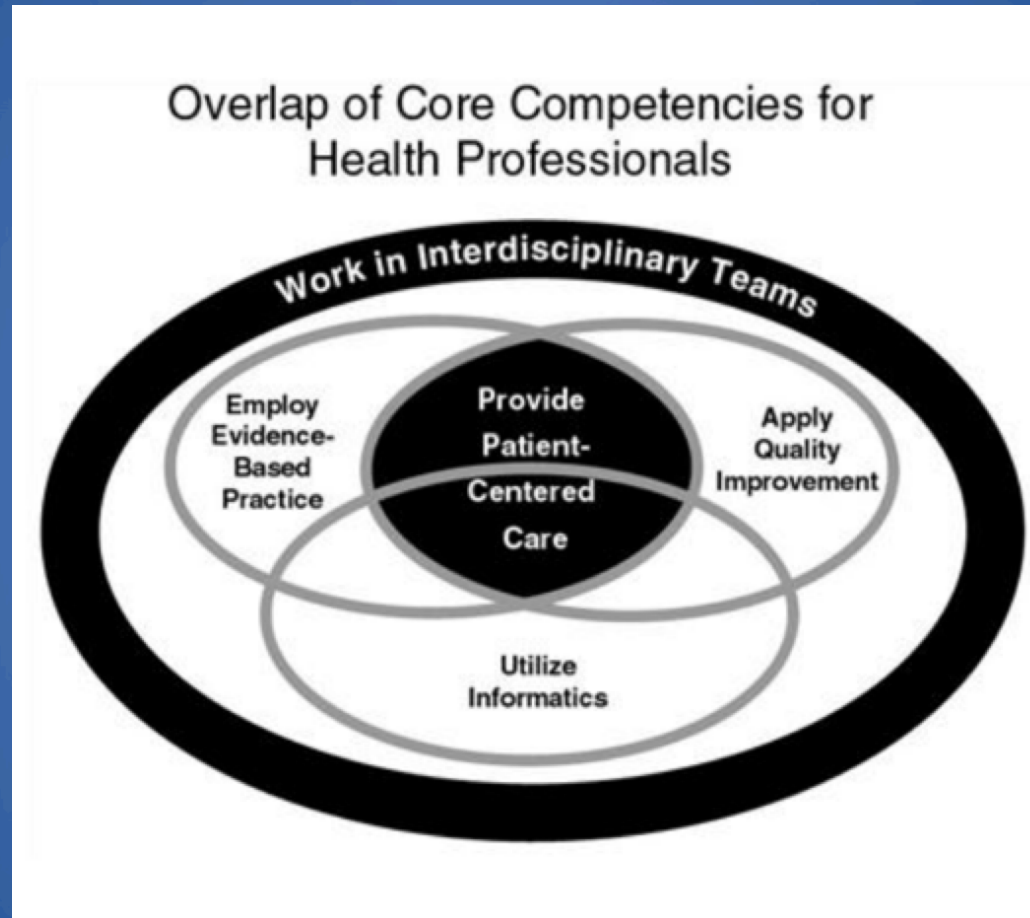 Overlap of Core Competencies for
Health Professionals
Work in Interdisciplinary Teams
Employ
Evidence-
Based
Practice
Provide
Patient-
Centered
Care
Apply
Quality
Improvement
Utilize
Informatics